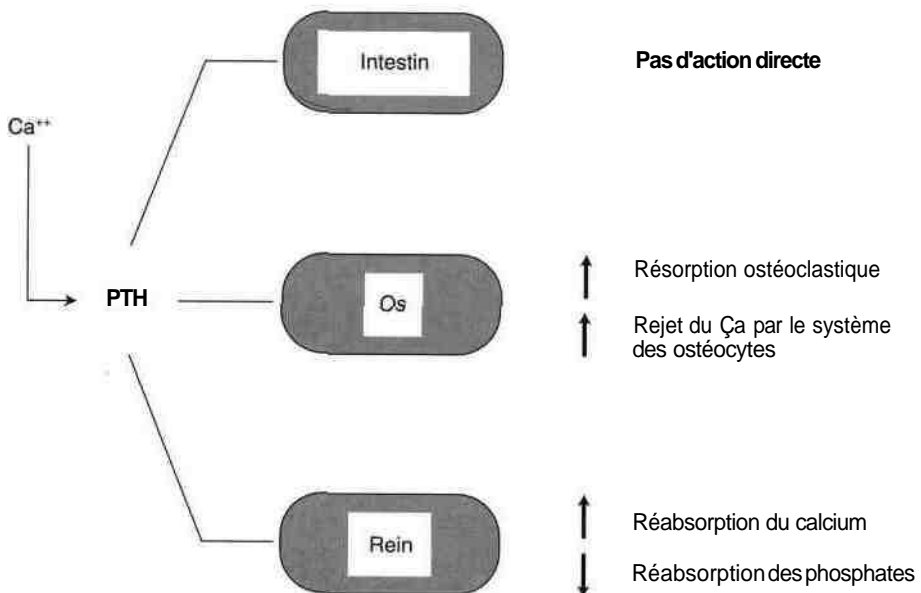 Intestin
Pas d'action directe
Ca⁺⁺
PTH
Os
Résorption ostéoclastique
Rejet du Ça par le système
des ostéocytes
Rein
Réabsorption du calcium
Réabsorption des phosphates